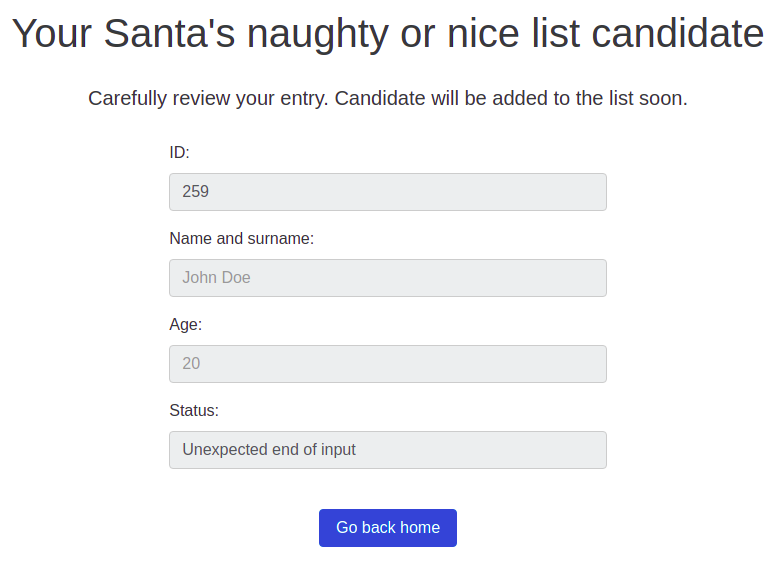 Your Santa's naughty or nice list candidate
Carefully review your entry. Candidate will be added to the list soon.
ID:
259
Name and surname:
John Doe
Age:
20
Status:
Unexpected end of input
Go back home